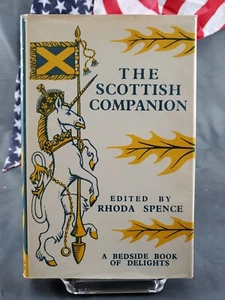 THE
SCOTTISH
COMPANION
EDITED BY
RHODA SPENCE
A BEDSIDE BOOK
OF DELIGHTS